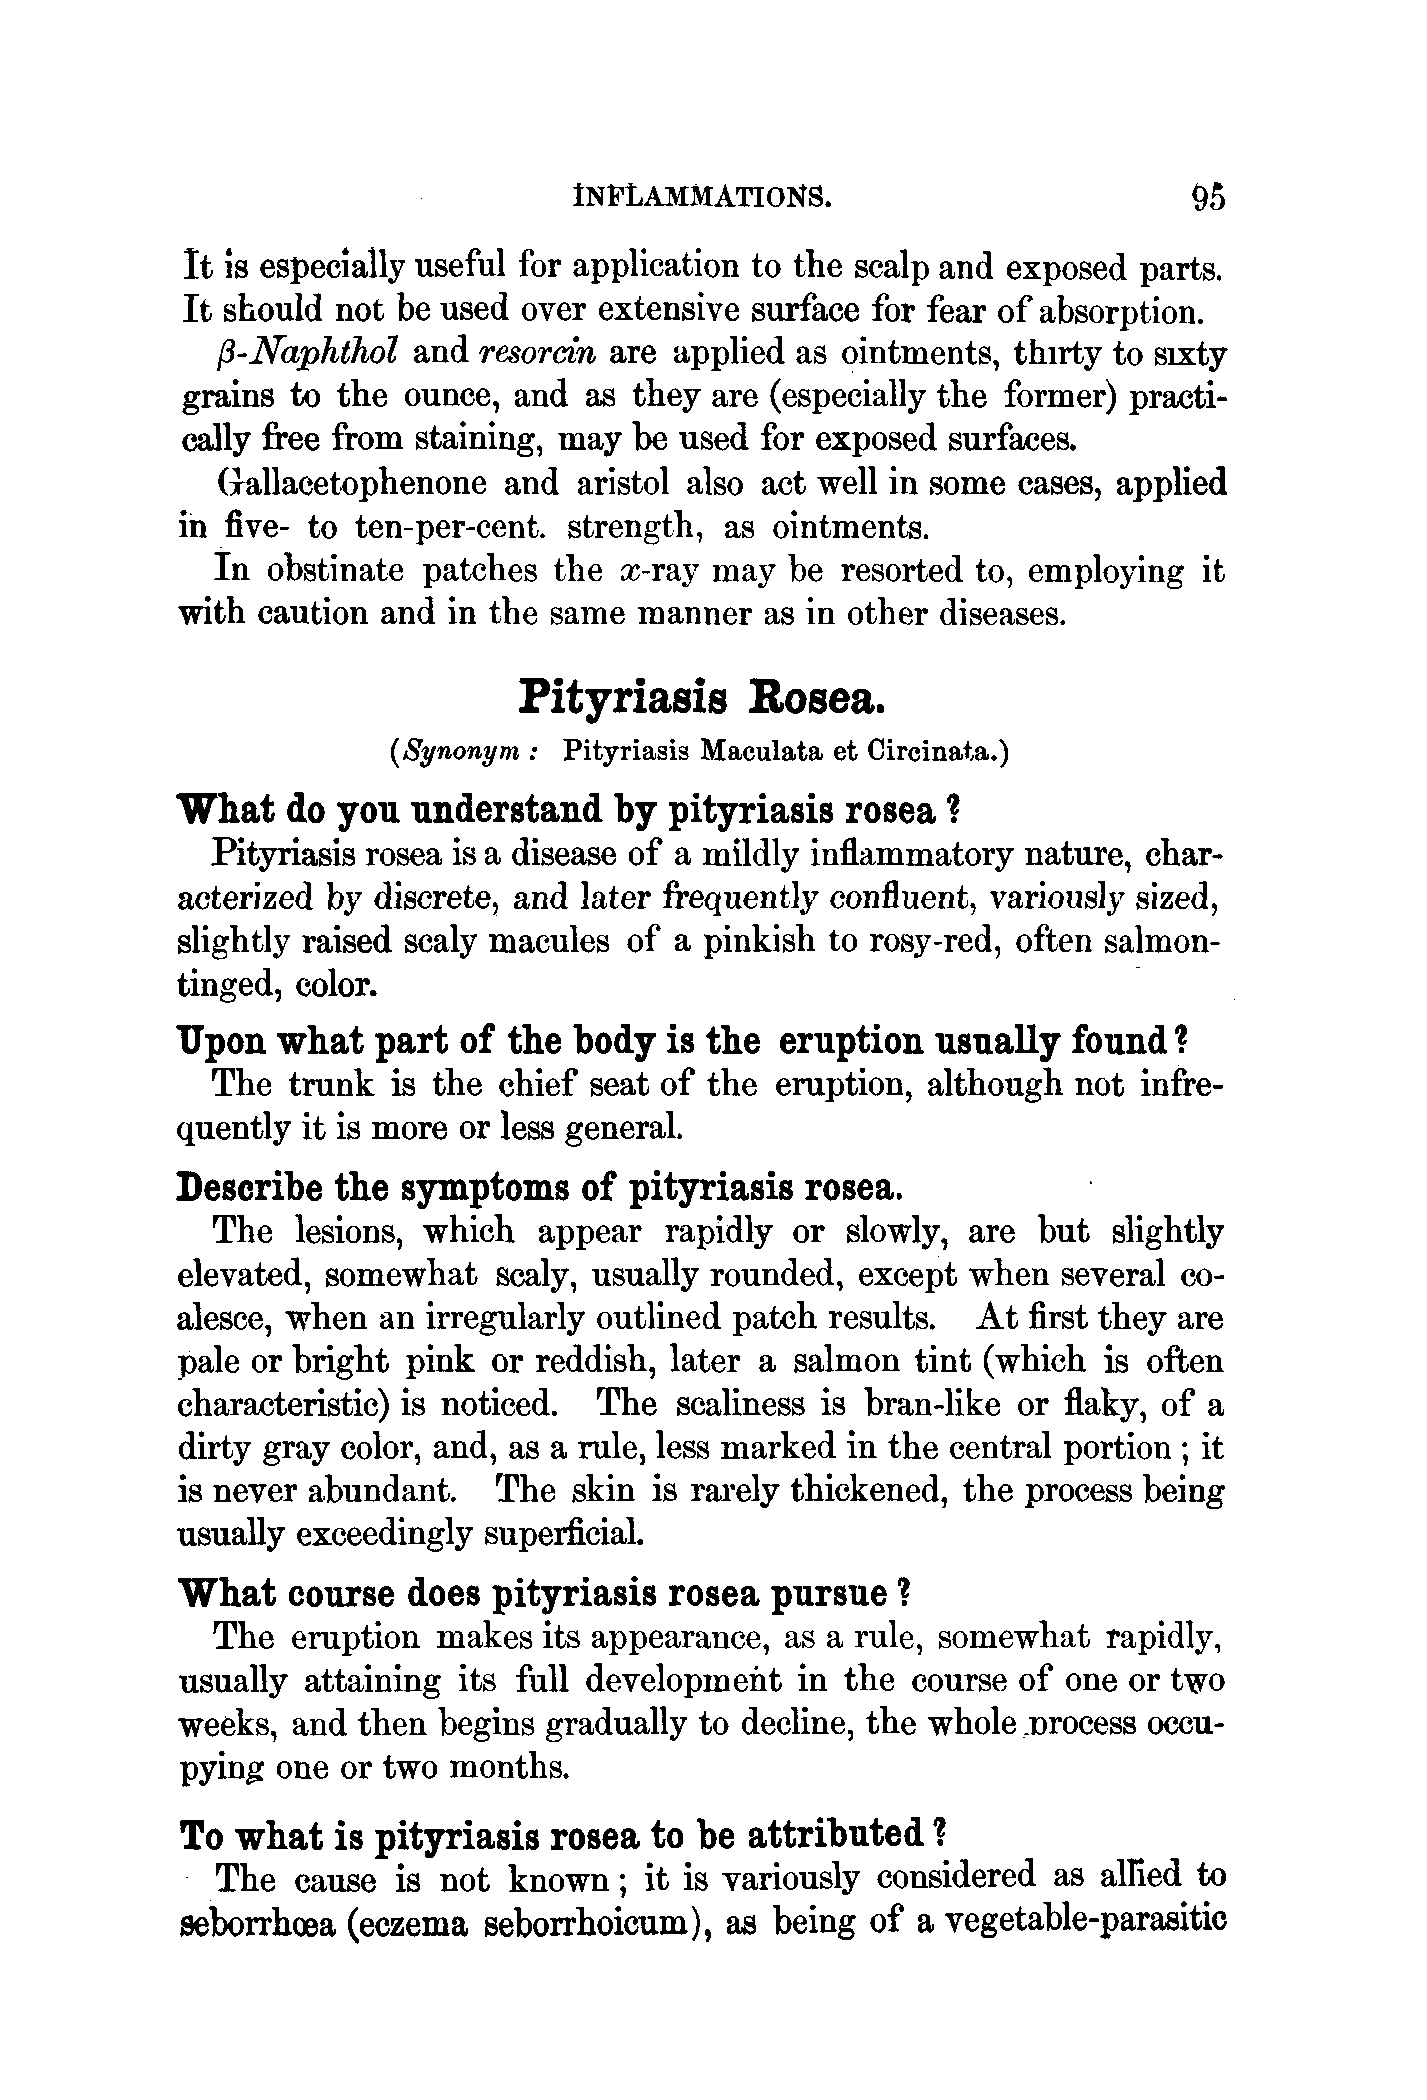 INFLAMMATIONS. 95
It is especially useful for application to the scalp and exposed parts.
It should not be used over extensive surface for fear of absorption.
β-Naphthol and resorcin are applied as ointments, thirty to sixty
grains to the ounce, and as they are (especially the former) practi-
cally free from staining, may be used for exposed surfaces.
Gallacetophenone and aristol also act well in some cases, applied
in five- to ten-per-cent. strength, as ointments.
In obstinate patches the x-ray may be resorted to, employing it
with caution and in the same manner as in other diseases.
Pityriasis Rosea.
(Synonym : Pityriasis Maculata et Circinata.)
What do you understand by pityriasis rosea ?
Pityriasis rosea is a disease of a mildly inflammatory nature, char-
acterized by discrete, and later frequently confluent, variously sized,
slightly raised scaly macules of a pinkish to rosy-red, often salmon-
tinged, color.
Upon what part of the body is the eruption usually found ?
The trunk is the chief seat of the eruption, although not infre-
quently it is more or less general.
Describe the symptoms of pityriasis rosea.
The lesions, which appear rapidly or slowly, are but slightly
elevated, somewhat scaly, usually rounded, except when several co-
alesce, when an irregularly outlined patch results. At first they are
pale or bright pink or reddish, later a salmon tint (which is often
characteristic) is noticed. The scaliness is bran-like or flaky, of a
dirty gray color, and, as a rule, less marked in the central portion ; it
is never abundant. The skin is rarely thickened, the process being
usually exceedingly superficial.
What course does pityriasis rosea pursue ?
The eruption makes its appearance, as a rule, somewhat rapidly,
usually attaining its full development in the course of one or two
weeks, and then begins gradually to decline, the whole process occu-
pying one or two months.
To what is pityriasis rosea to be attributed ?
The cause is not known ; it is variously considered as allied to
seborrhœa (eczema seborrhoicum), as being of a vegetable-parasitic